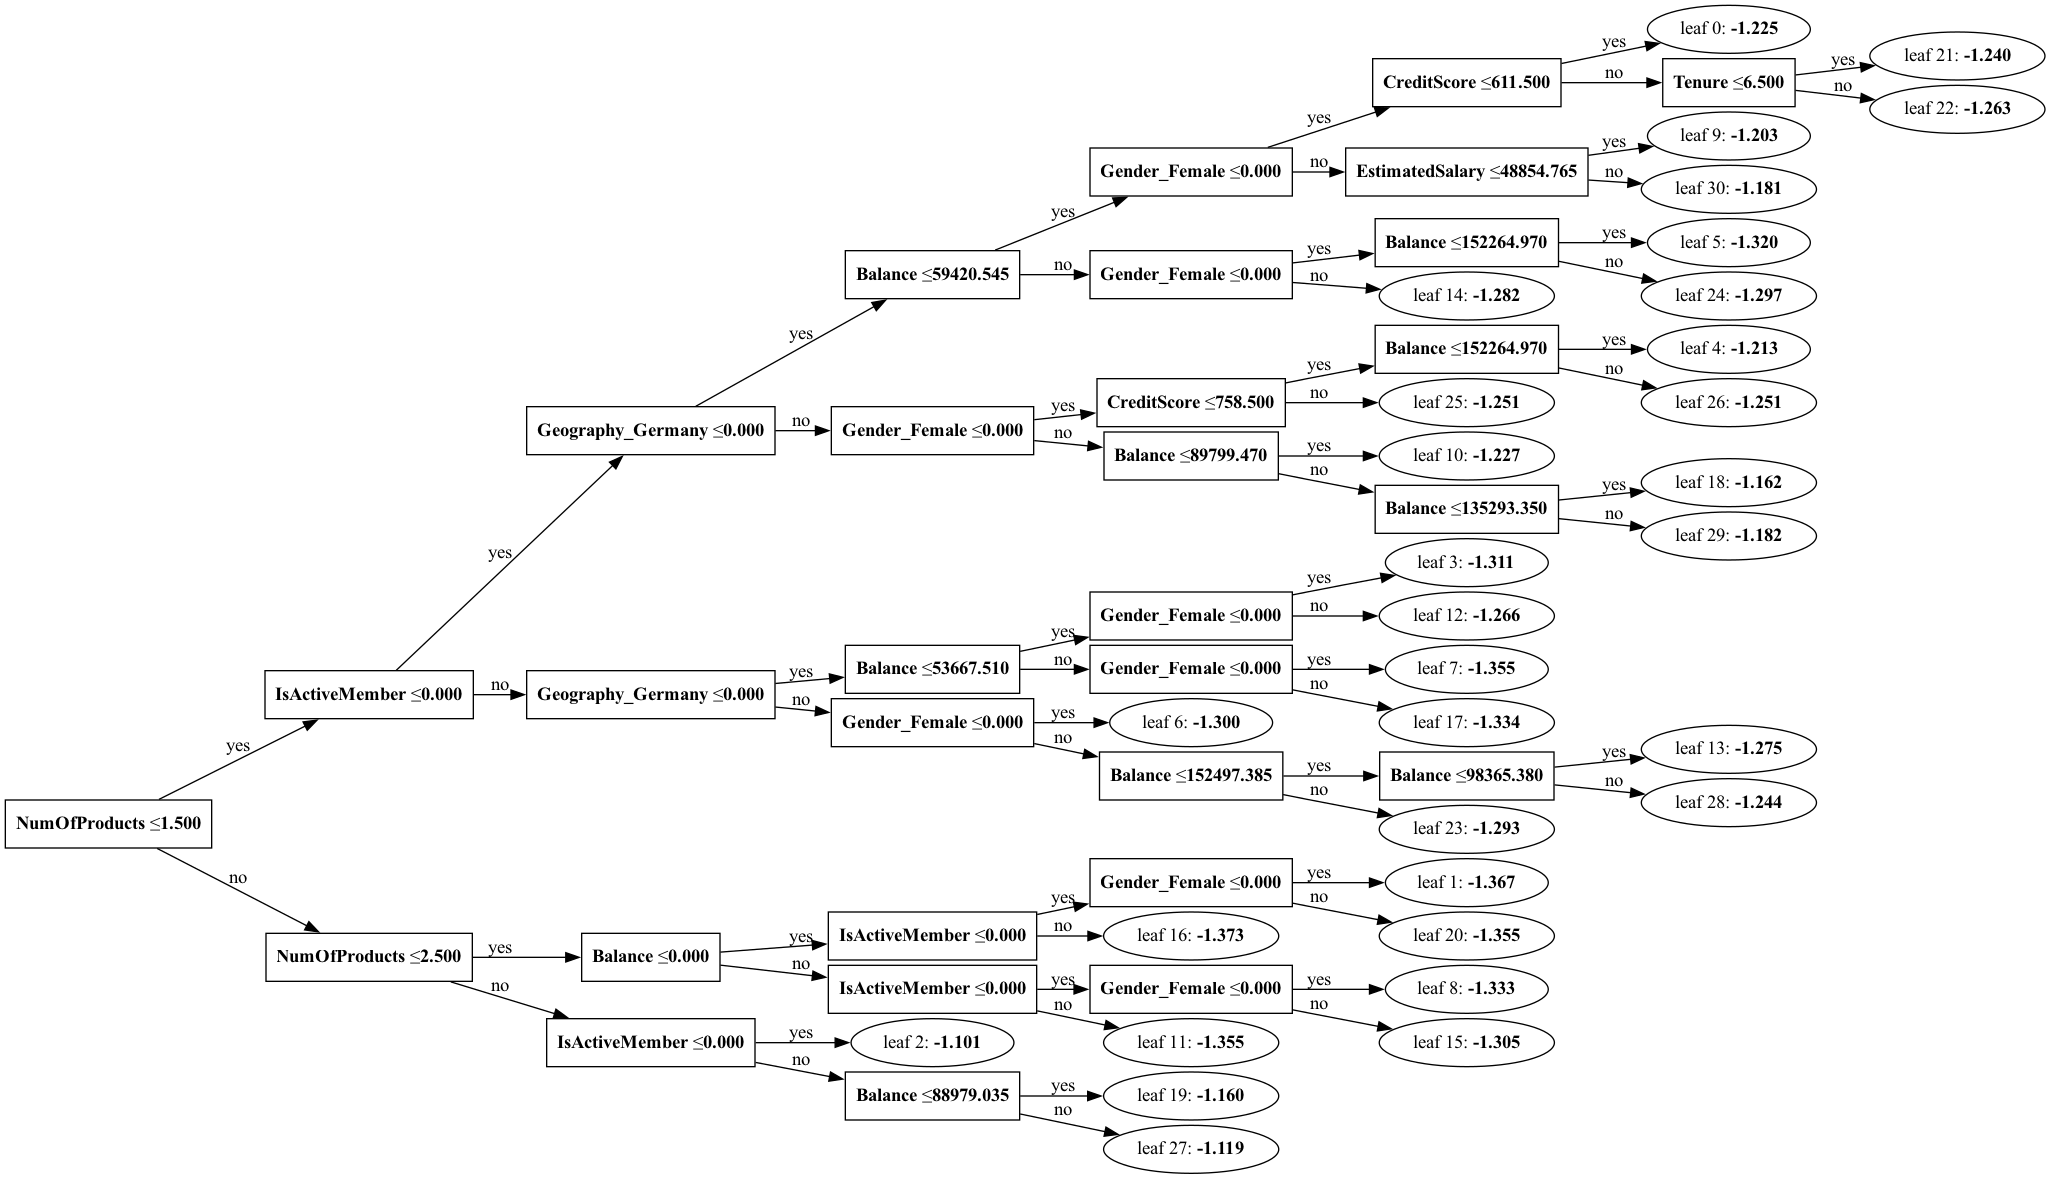 leaf 0: -1.225
yes
CreditScore ≤611.500
no
Tenure ≤6.500
yes
leaf 21: -1.240
no
leaf 22: -1.263
yes
Gender_Female ≤0.000
no
EstimatedSalary ≤48854.765
yes
leaf 9: -1.203
no
leaf 30: -1.181
yes
Balance ≤59420.545
no
Gender_Female ≤0.000
yes
Balance ≤152264.970
yes
leaf 5: -1.320
no
leaf 24: -1.297
no
leaf 14: -1.282
yes
Geography_Germany ≤0.000
no
Gender_Female ≤0.000
yes
CreditScore ≤758.500
yes
Balance ≤152264.970
yes
leaf 4: -1.213
no
leaf 26: -1.251
no
leaf 25: -1.251
no
Balance ≤89799.470
yes
leaf 10: -1.227
no
Balance ≤135293.350
yes
leaf 18: -1.162
no
leaf 29: -1.182
yes
IsActiveMember ≤0.000
no
Geography_Germany ≤0.000
yes
Balance ≤53667.510
yes
Gender_Female ≤0.000
yes
leaf 3: -1.311
no
leaf 12: -1.266
no
Gender_Female ≤0.000
yes
leaf 7: -1.355
no
leaf 17: -1.334
no
Gender_Female ≤0.000
yes
leaf 6: -1.300
no
Balance ≤152497.385
yes
Balance ≤98365.380
yes
leaf 13: -1.275
no
leaf 28: -1.244
no
leaf 23: -1.293
yes
NumOfProducts ≤1.500
no
NumOfProducts ≤2.500
yes
Balance ≤0.000
yes
IsActiveMember ≤0.000
yes
Gender_Female ≤0.000
yes
leaf 1: -1.367
no
leaf 20: -1.355
no
leaf 16: -1.373
no
IsActiveMember ≤0.000
yes
Gender_Female ≤0.000
yes
leaf 8: -1.333
no
leaf 15: -1.305
no
leaf 11: -1.355
no
IsActiveMember ≤0.000
yes
leaf 2: -1.101
no
Balance ≤88979.035
yes
leaf 19: -1.160
no
leaf 27: -1.119